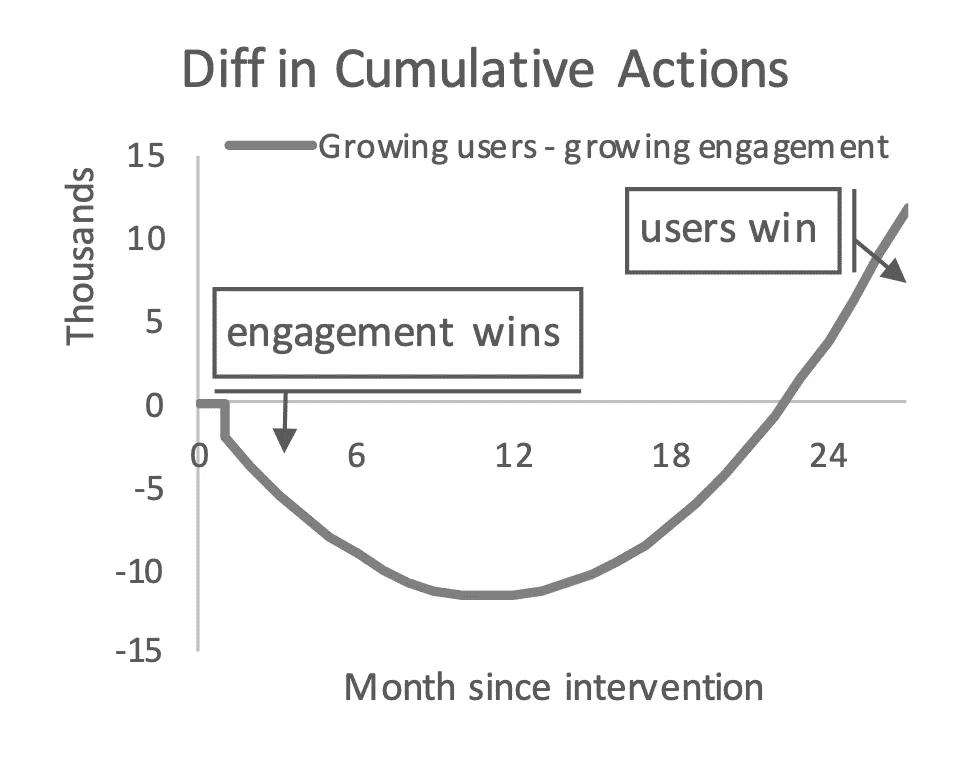 Diff in Cumulative Actions
Growing users - growing engagement
Thousands
15
10
5
0
-5
-10
-15
users win
engagement wins
0 6 12 18 24
Month since intervention